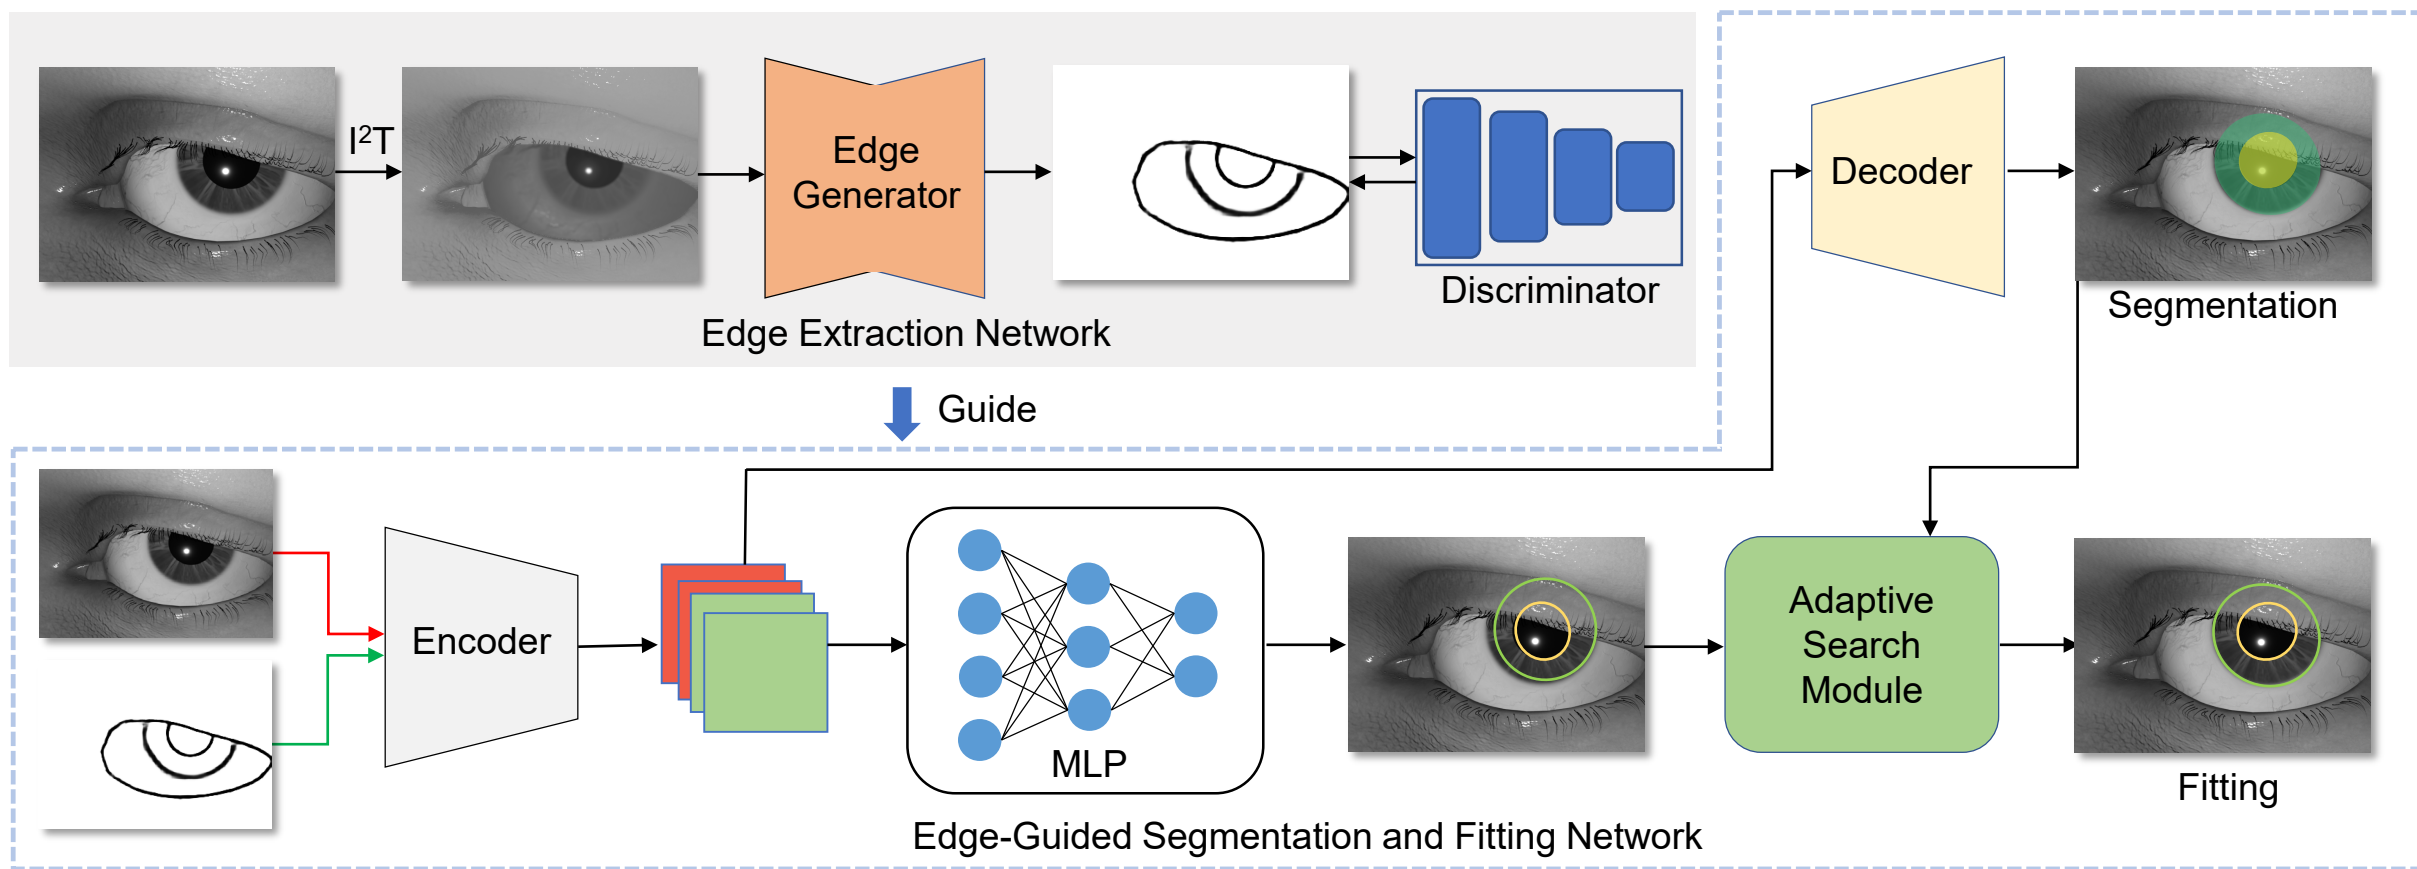 I²T
Edge
Generator
Discriminator
Edge Extraction Network
Decoder
Segmentation
Guide
Encoder
MLP
Adaptive
Search
Module
Fitting
Edge-Guided Segmentation and Fitting Network